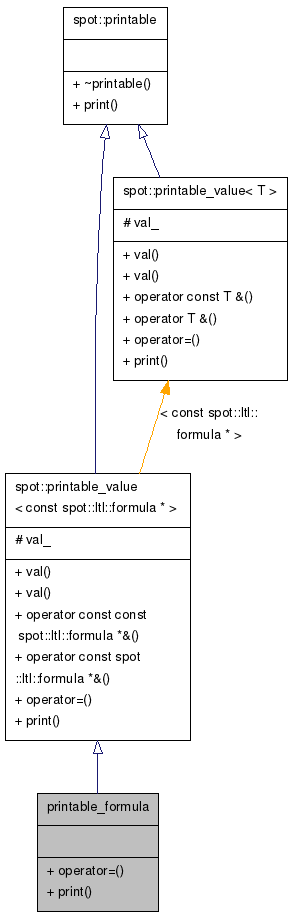 spot::printable
+ ~printable()
+ print()
spot::printable_value< T >
# val_
+ val()
+ val()
+ operator const T &()
+ operator T &()
+ operator=()
+ print()
< const spot::ltl::
formula * >
spot::printable_value
< const spot::ltl::formula * >
# val_
+ val()
+ val()
+ operator const const
spot::ltl::formula *&()
+ operator const spot
::ltl::formula *&()
+ operator=()
+ print()
printable_formula
+ operator=()
+ print()